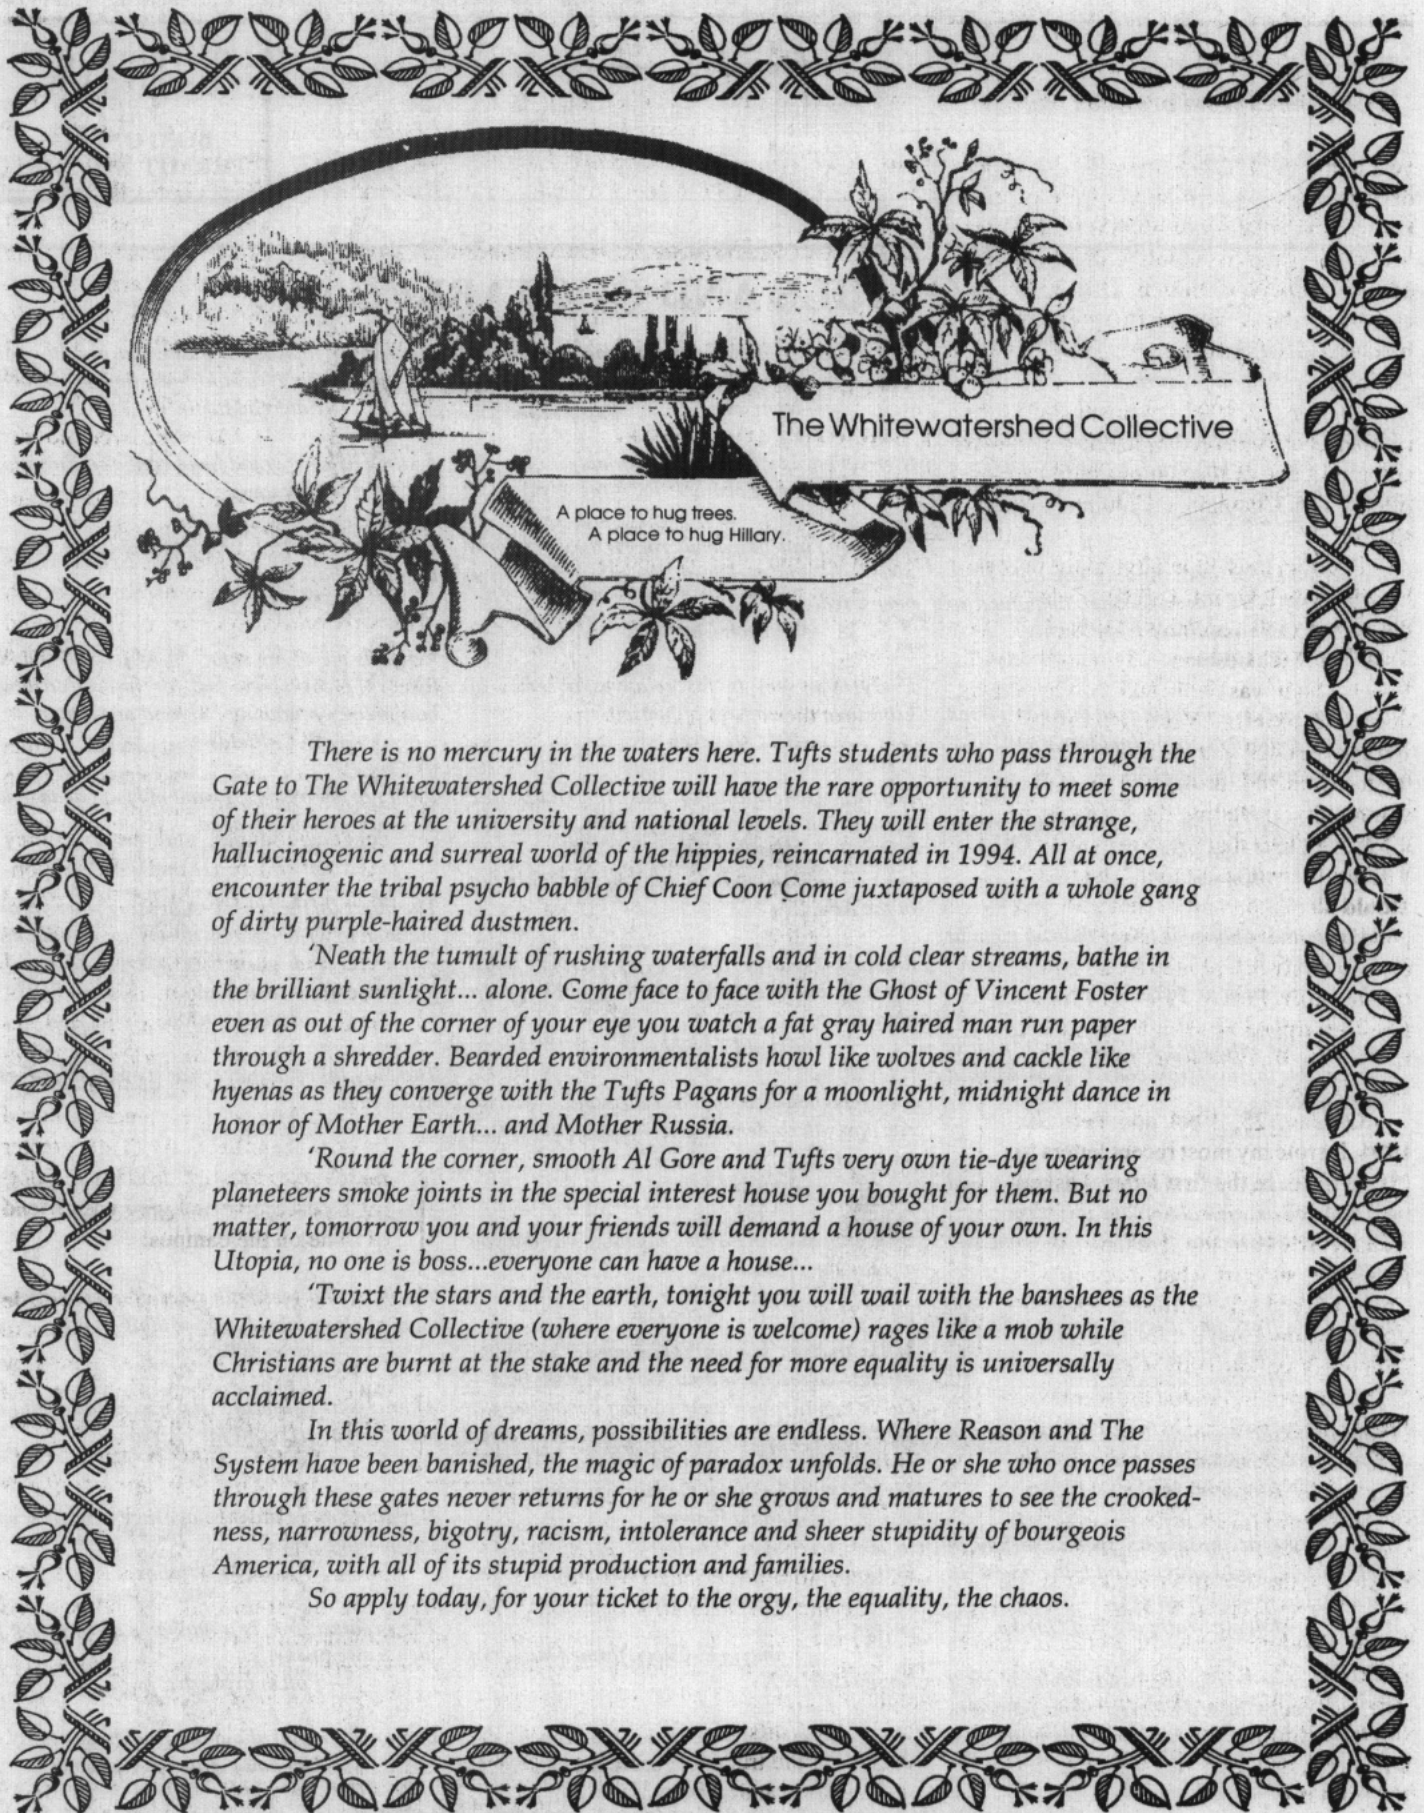 The Whitewatershed Collective
A place to hug trees.
A place to hug Hillary.
There is no mercury in the waters here. Tufts students who pass through the
Gate to The Whitewatershed Collective will have the rare opportunity to meet some
of their heroes at the university and national levels. They will enter the strange,
hallucinogenic and surreal world of the hippies, reincarnated in 1994. All at once,
encounter the tribal psycho babble of Chief Coon Come juxtaposed with a whole gang
of dirty purple-haired dustmen.
‘Neath the tumult of rushing waterfalls and in cold clear streams, bathe in
the brilliant sunlight... alone. Come face to face with the Ghost of Vincent Foster
even as out of the corner of your eye you watch a fat gray haired man run paper
through a shredder. Bearded environmentalists howl like wolves and cackle like
hyenas as they converge with the Tufts Pagans for a moonlight, midnight dance in
honor of Mother Earth... and Mother Russia.
‘Round the corner, smooth Al Gore and Tufts very own tie-dye wearing
planeteers smoke joints in the special interest house you bought for them. But no
matter, tomorrow you and your friends will demand a house of your own. In this
Utopia, no one is boss...everyone can have a house...
‘Twixt the stars and the earth, tonight you will wail with the banshees as the
Whitewatershed Collective (where everyone is welcome) rages like a mob while
Christians are burnt at the stake and the need for more equality is universally
acclaimed.
In this world of dreams, possibilities are endless. Where Reason and The
System have been banished, the magic of paradox unfolds. He or she who once passes
through these gates never returns for he or she grows and matures to see the crooked-
ness, narrowness, bigotry, racism, intolerance and sheer stupidity of bourgeois
America, with all of its stupid production and families.
So apply today, for your ticket to the orgy, the equality, the chaos.